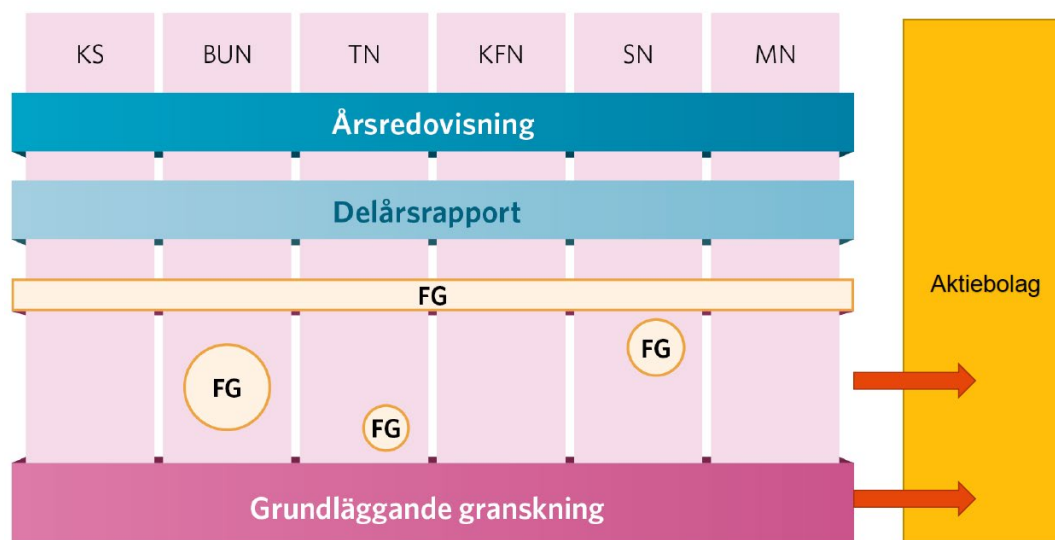 KS BUN TN KFN SN MN
Årsredovisning
Delårsrapport
Aktiebolag
FG
FG
FG
FG
Grundläggande granskning